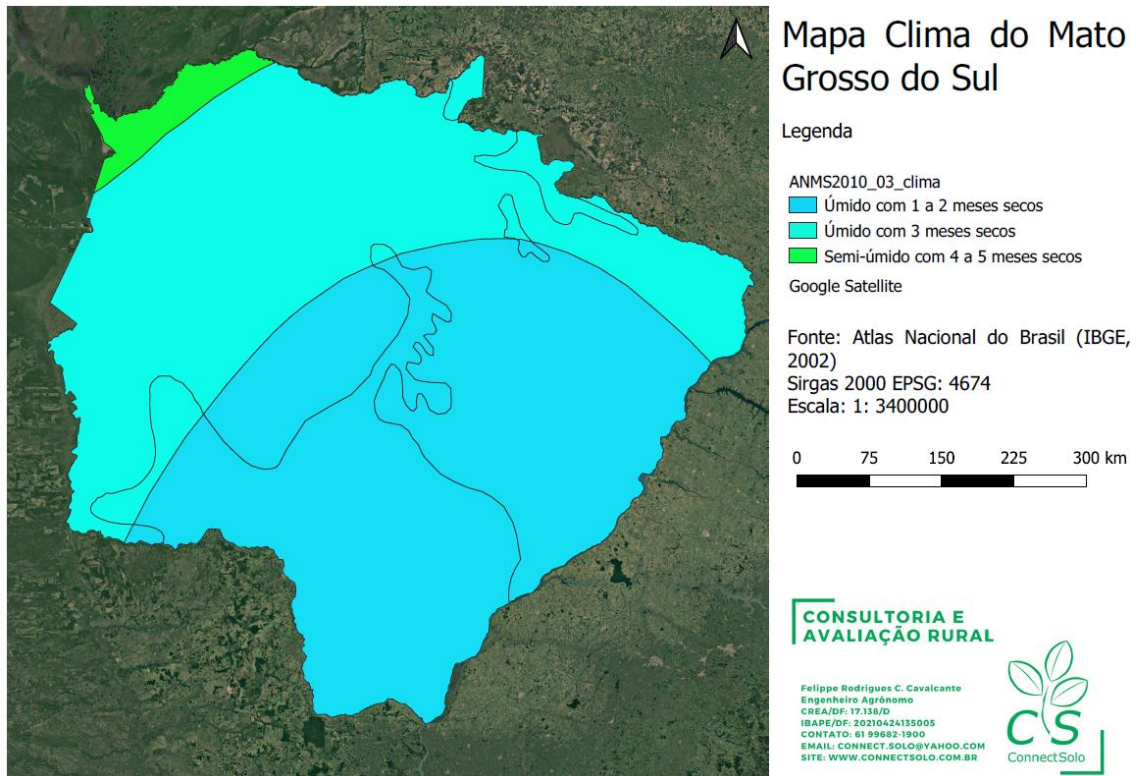 Mapa Clima do Mato
Grosso do Sul
Legenda
ANMS2010_03_clima
Úmido com 1 a 2 meses secos
Úmido com 3 meses secos
Semi-úmido com 4 a 5 meses secos
Google Satellite
Fonte: Atlas Nacional do Brasil (IBGE,
2002)
Sirgas 2000 EPSG: 4674
Escala: 1: 3400000
0 75 150 225 300 km
CONSULTORIA E
AVALIAÇÃO RURAL
Felippe Rodrigues C. Cavalcante
Engenheiro Agrônomo
CREA/DF: 17.138/D
IBAPE/DF: 20210424135005
CONTATO: 61 99682-1900
EMAIL: CONNECT.SOLO@YAHOO.COM
SITE: WWW.CONNECTSOLO.COM.BR
CS
ConnectSolo